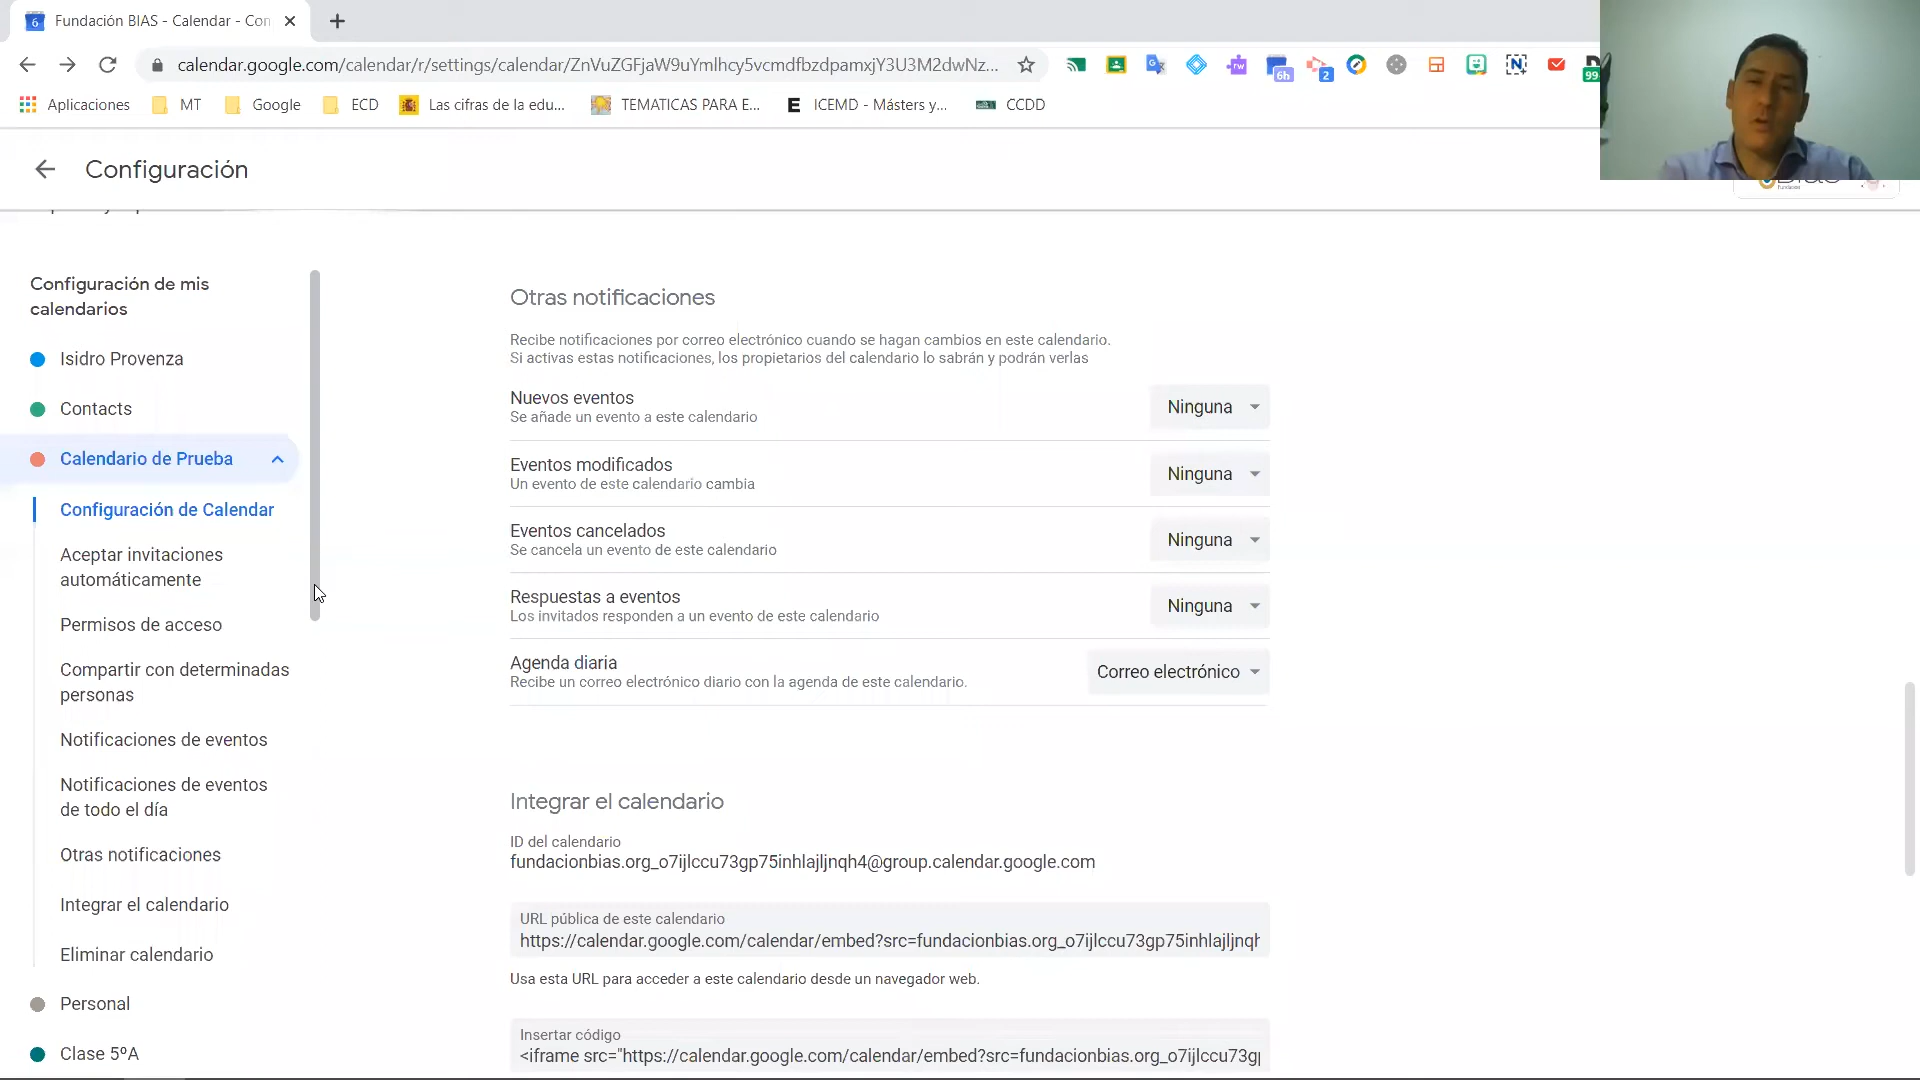 Fundación BIAS - Calendar - Con
calendar.google.com/calendar/r/settings/calendar/ZnVuZGFjaW9uYmlhcy5vcmdfbzdpamxjY3U3M2dwNz...
6h
2
99
Aplicaciones
MT
Google
ECD
Las cifras de la edu...
TEMATICAS PARA E...
ICEMD - Másters y...
CCDD
Configuración
Configuración de mis
calendarios
Isidro Provenza
Contacts
Calendario de Prueba
Configuración de Calendar
Aceptar invitaciones
automáticamente
Permisos de acceso
Compartir con determinadas
personas
Notificaciones de eventos
Notificaciones de eventos
de todo el día
Otras notificaciones
Integrar el calendario
Eliminar calendario
Personal
Clase 5ºA
Otras notificaciones
Recibe notificaciones por correo electrónico cuando se hagan cambios en este calendario.
Si activas estas notificaciones, los propietarios del calendario lo sabrán y podrán verlas
Nuevos eventos
Se añade un evento a este calendario
Ninguna
Eventos modificados
Un evento de este calendario cambia
Ninguna
Eventos cancelados
Se cancela un evento de este calendario
Ninguna
Respuestas a eventos
Los invitados responden a un evento de este calendario
Ninguna
Agenda diaria
Recibe un correo electrónico diario con la agenda de este calendario.
Correo electrónico
Integrar el calendario
ID del calendario
fundacionbias.org_o7ijlccu73gp75inhlajljnqh4@group.calendar.google.com
URL pública de este calendario
https://calendar.google.com/calendar/embed?src=fundacionbias.org_o7ijlccu73gp75inhlajljnqh
Usa esta URL para acceder a este calendario desde un navegador web.
Insertar código
<iframe src="https://calendar.google.com/calendar/embed?src=fundacionbias.org_o7ijlccu73gp